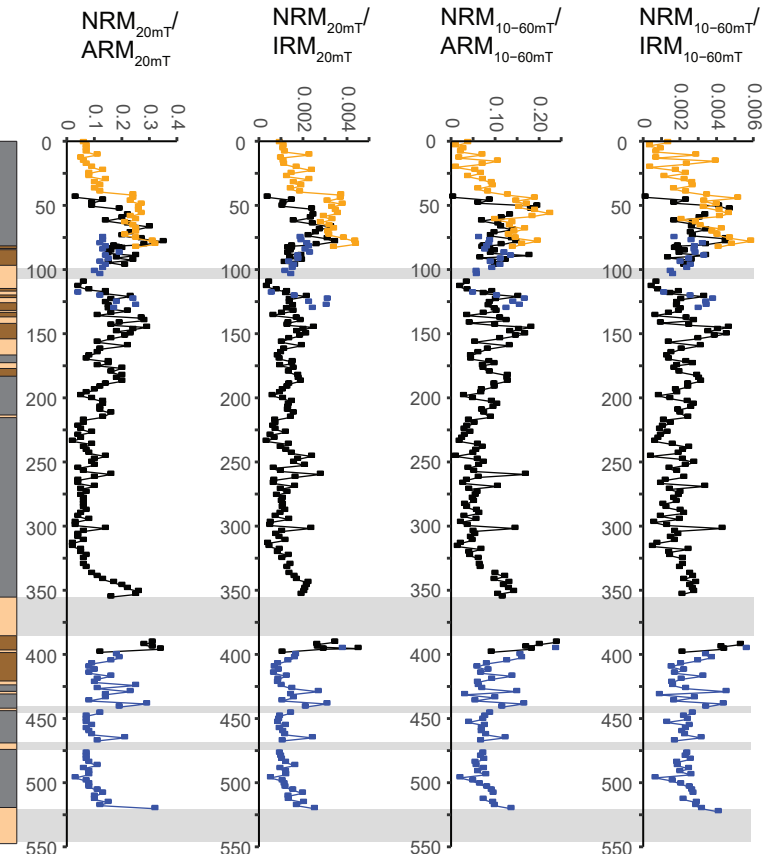 NRM20mT/
ARM20mT
NRM20mT/
IRM20mT
NRM10–60mT/
ARM10–60mT
NRM10–60mT/
IRM10–60mT
0 0.1 0.2 0.3 0.4
0 0.002 0.004
0 0.10 0.20
0 0.002 0.004 0.006
0 0 0 0
50 50 50 50
100 100 100 100
150 150 150 150
200 200 200 200
250 250 250 250
300 300 300 300
350 350 350 350
400 400 400 400
450 450 450 450
500 500 500 500
550 550 550 550